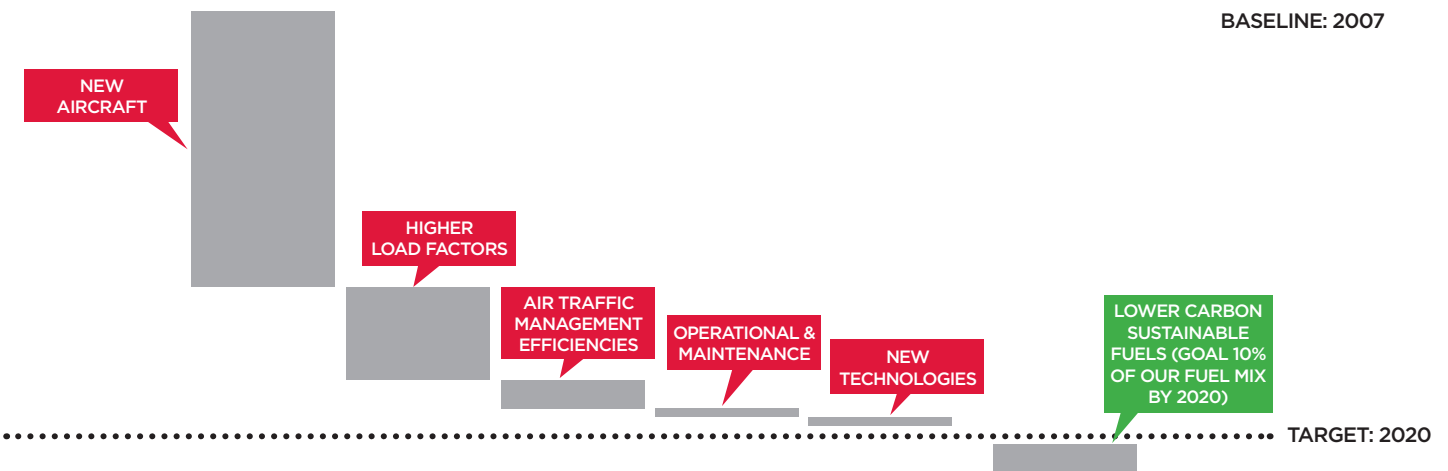 BASELINE: 2007
NEW
AIRCRAFT
HIGHER
LOAD FACTORS
AIR TRAFFIC
MANAGEMENT
EFFICIENCIES
OPERATIONAL &
MAINTENANCE
NEW
TECHNOLOGIES
LOWER CARBON
SUSTAINABLE
FUELS (GOAL 10%
OF OUR FUEL MIX
BY 2020)
TARGET: 2020